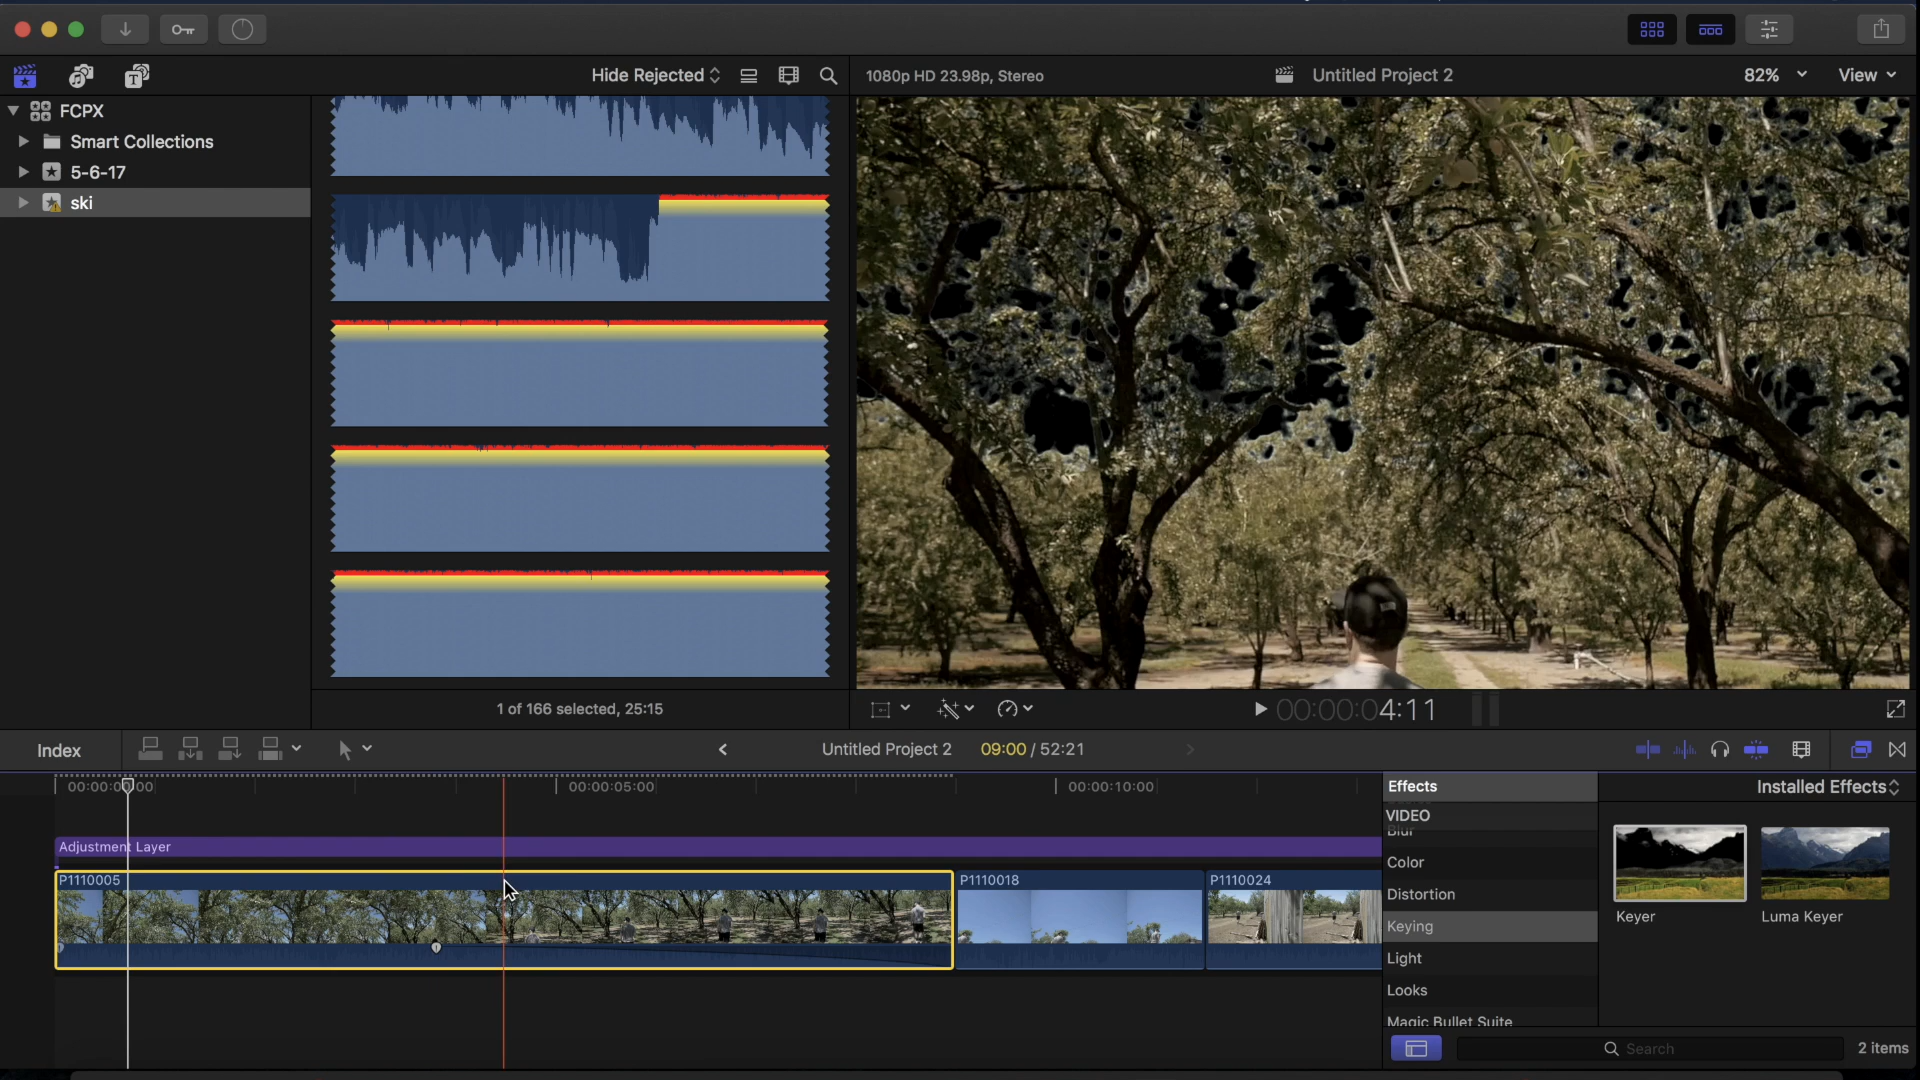 Hide Rejected
1080p HD 23.98p, Stereo
Untitled Project 2
82%
View
FCPX
Smart Collections
5-6-17
ski
1 of 166 selected, 25:15
00:00:04:11
Index
Untitled Project 2
09:00 / 52:21
00:00:00:00
00:00:05:00
00:00:10:00
Effects
Installed Effects
VIDEO
Blur
Adjustment Layer
Color
P1110005
P1110018
P1110024
Distortion
Keyer
Luma Keyer
Keying
Light
Looks
Magic Bullet Suite
Search
2 items